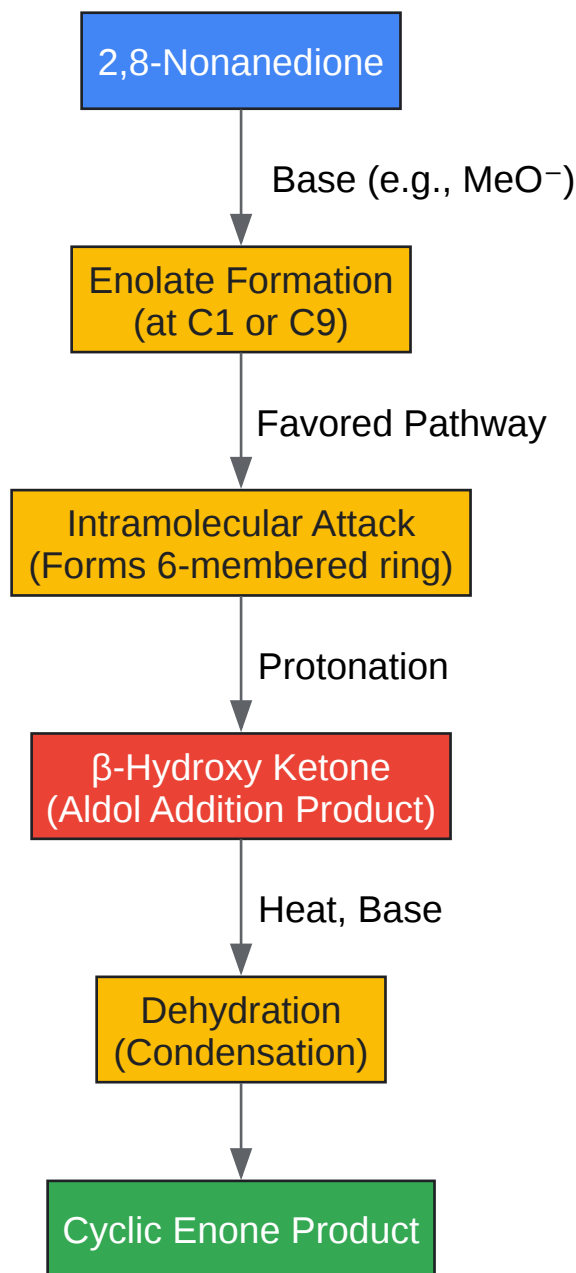 2,8-Nonanedione
Base (e.g., MeO⁻)
Enolate Formation
(at C1 or C9)
Favored Pathway
Intramolecular Attack
(Forms 6-membered ring)
Protonation
β-Hydroxy Ketone
(Aldol Addition Product)
Heat, Base
Dehydration
(Condensation)
Cyclic Enone Product